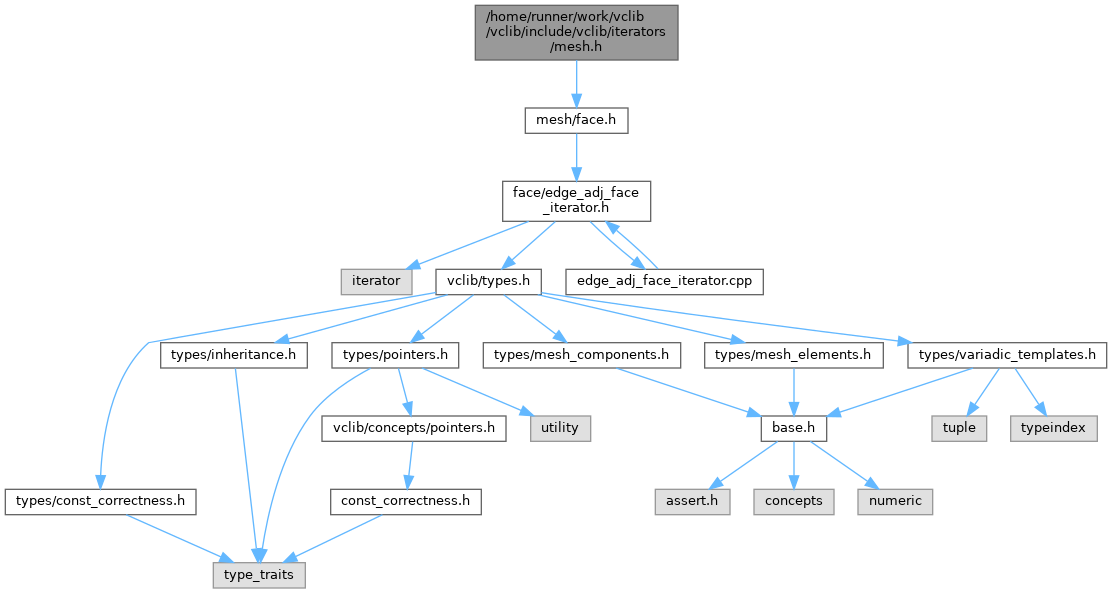 /home/runner/work/vclib
/vclib/include/vclib/iterators
/mesh.h
mesh/face.h
face/edge_adj_face
_iterator.h
iterator
vclib/types.h
edge_adj_face_iterator.cpp
types/inheritance.h
types/pointers.h
types/mesh_components.h
types/mesh_elements.h
types/variadic_templates.h
vclib/concepts/pointers.h
utility
base.h
tuple
typeindex
types/const_correctness.h
const_correctness.h
assert.h
concepts
numeric
type_traits